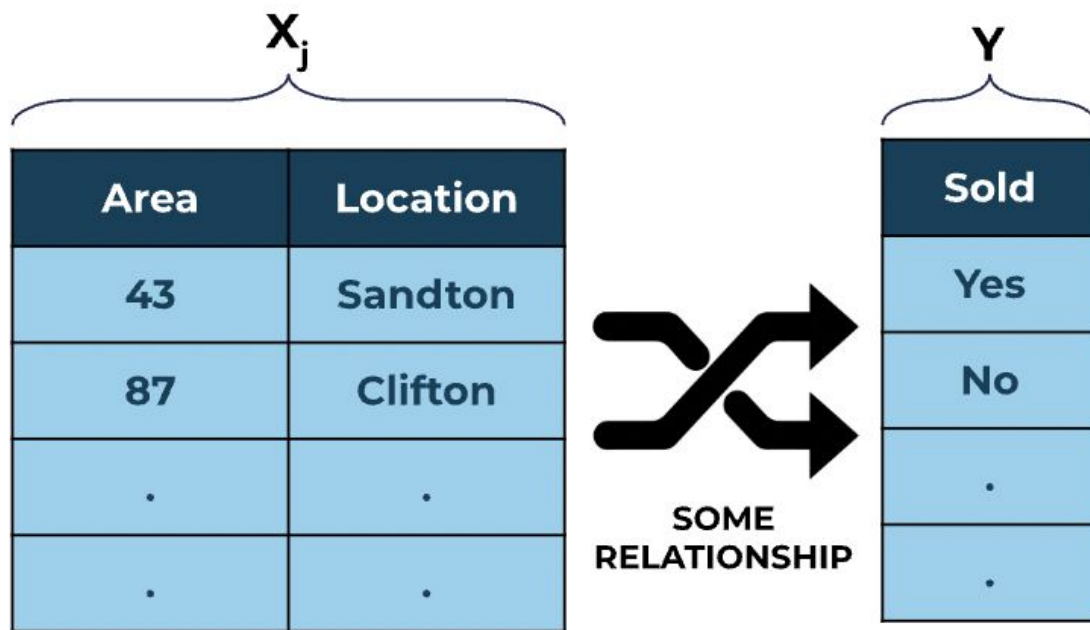 Xj
Y
Area Location
Sold
43 Sandton
Yes
87 Clifton
No
. .
.
. .
.
SOME
RELATIONSHIP